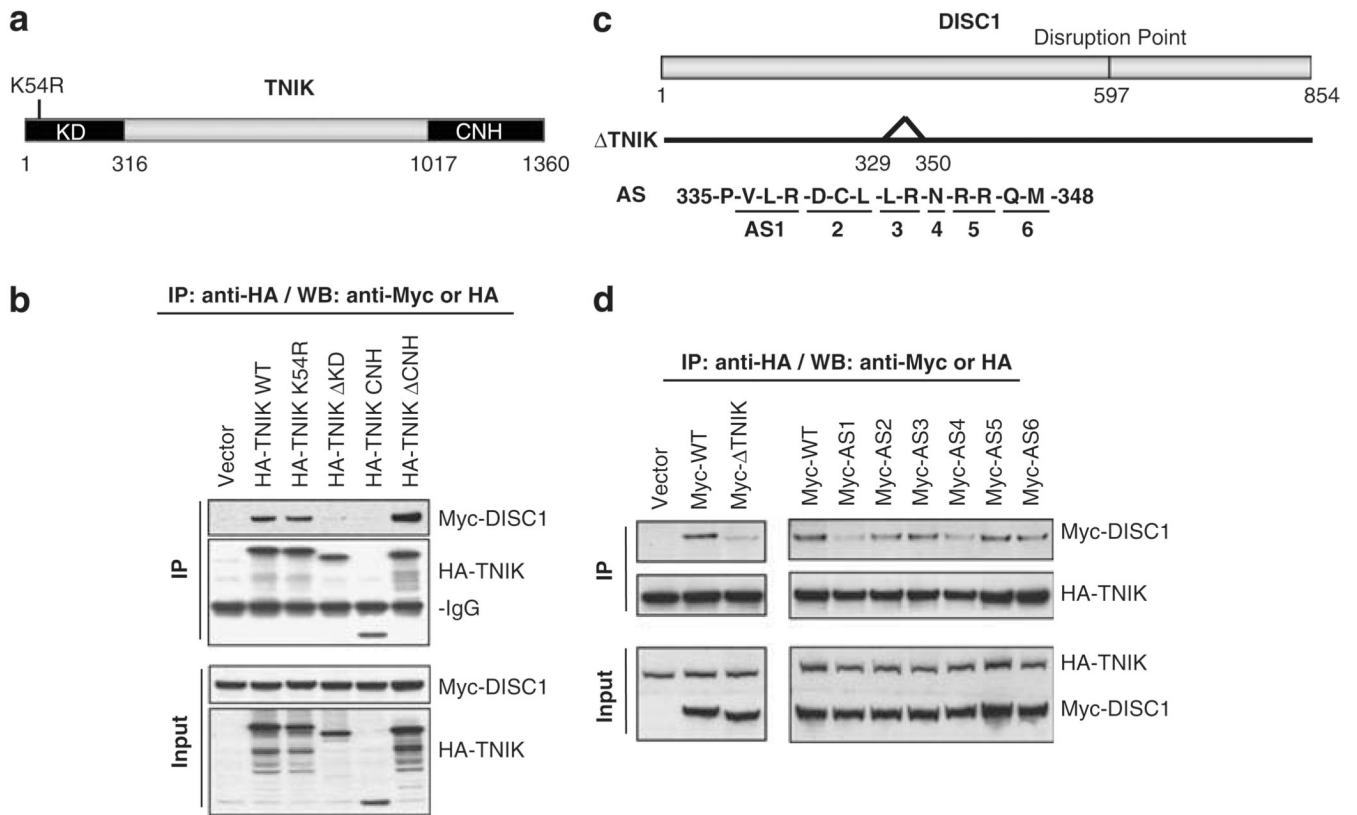 a
K54R
TNIK
KD
CNH
1
316
1017
1360
c
DISC1
Disruption Point
1
597
854
ΔTNIK
329
350
AS 335-P-V-L-R-D-C-L-L-R-N-R-R-Q-M-348
AS1 2 3 4 5 6
b
IP: anti-HA / WB: anti-Myc or HA
Vector
HA-TNIK WT
HA-TNIK K54R
HA-TNIK ΔKD
HA-TNIK CNH
HA-TNIK ΔCNH
IP
Myc-DISC1
HA-TNIK
-IgG
Input
Myc-DISC1
HA-TNIK
d
IP: anti-HA / WB: anti-Myc or HA
Vector
Myc-WT
Myc-ΔTNIK
Myc-WT
Myc-AS1
Myc-AS2
Myc-AS3
Myc-AS4
Myc-AS5
Myc-AS6
IP
Myc-DISC1
HA-TNIK
Input
HA-TNIK
Myc-DISC1